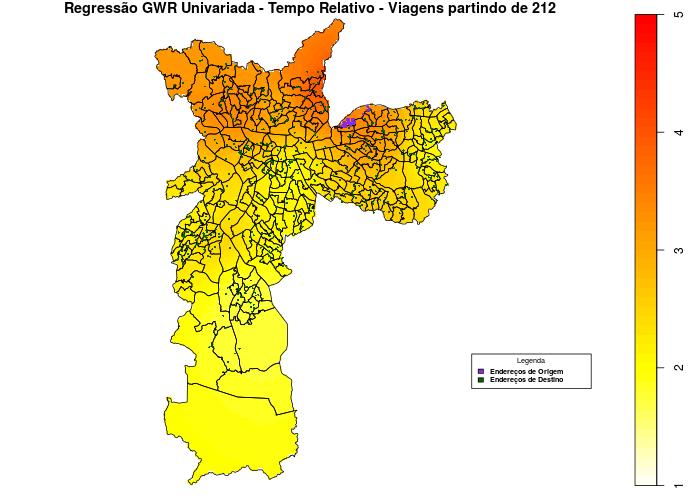 Regressão GWR Univariada - Tempo Relativo - Viagens partindo de 212
5
4
3
2
1
Legenda
Endereços de Origem
Endereços de Destino